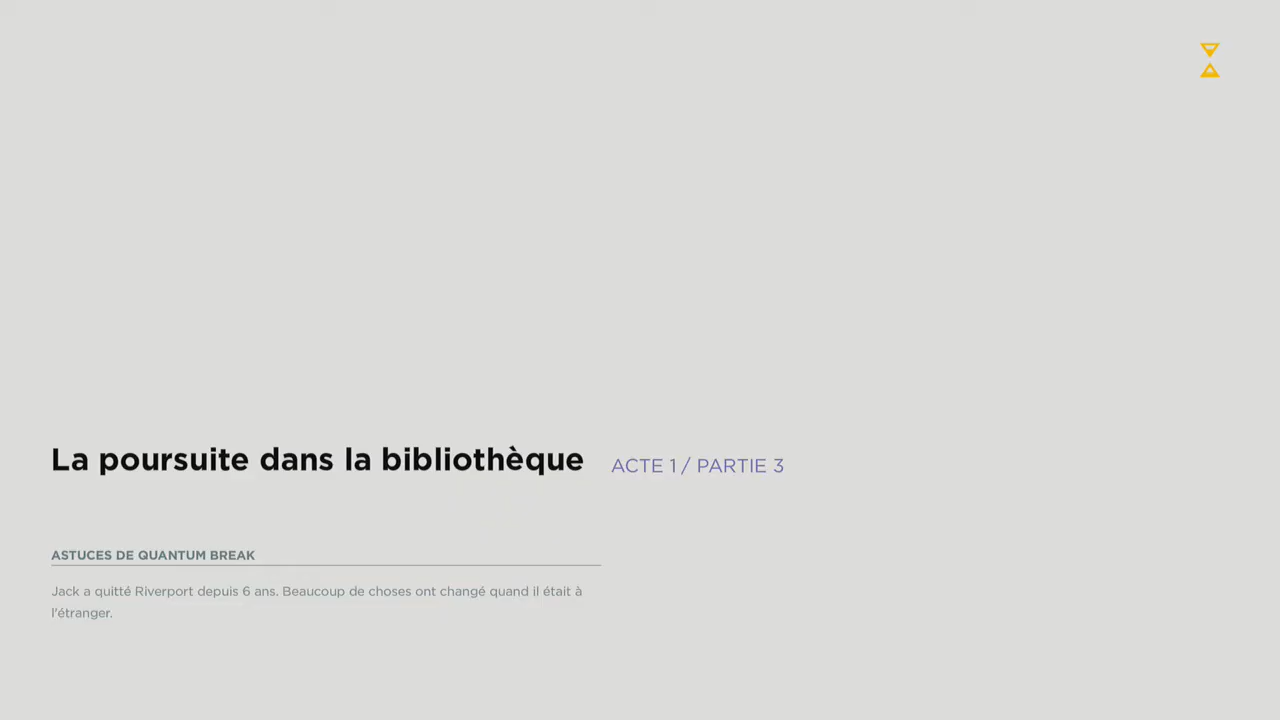 La poursuite dans la bibliothèque ACTE 1 / PARTIE 3
ASTUCES DE QUANTUM BREAK
Jack a quitté Riverport depuis 6 ans. Beaucoup de choses ont changé quand il était à
l'étranger.